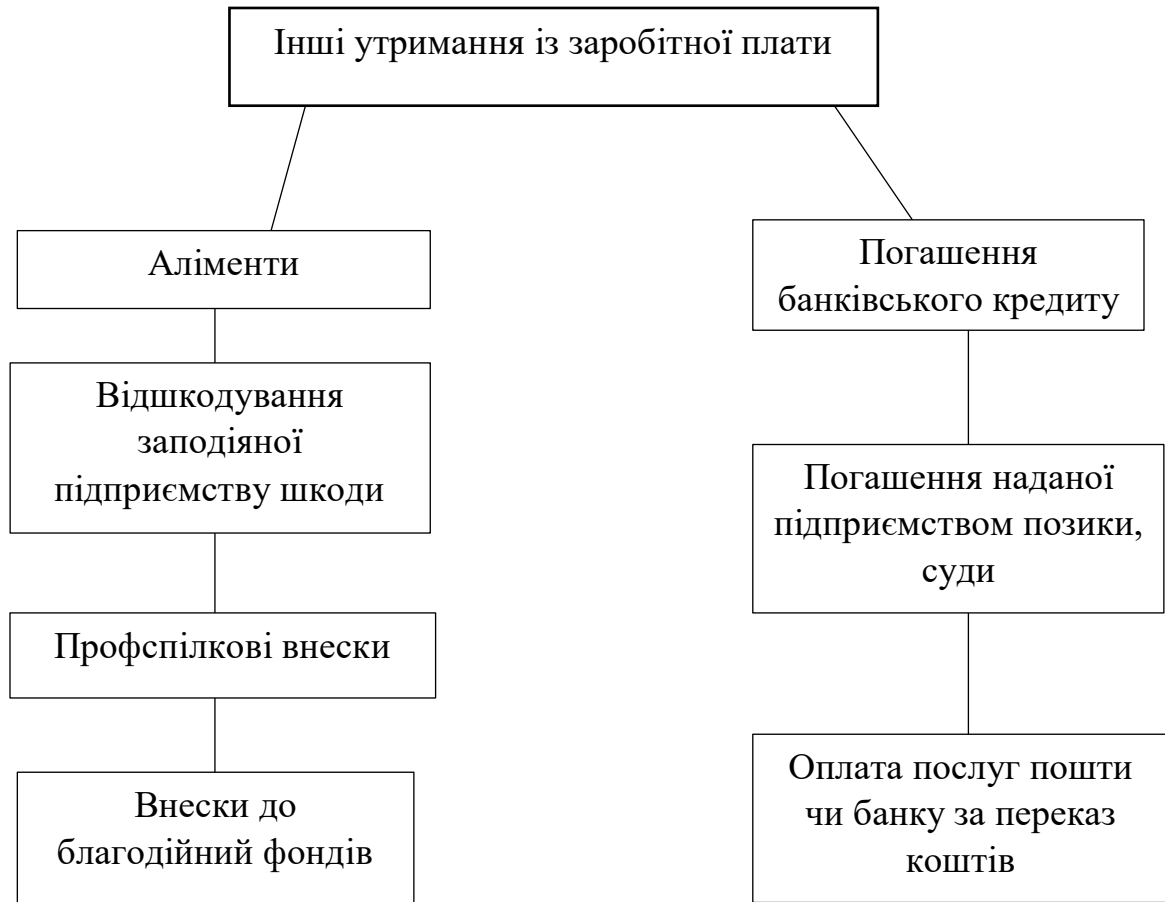 Інші утримання із заробітної плати
Аліменти
Відшкодування
заподіяної
підприємству шкоди
Профспілкові внески
Внески до
благодійний фондів
Погашення
банківського кредиту
Погашення наданої
підприємством позики,
суди
Оплата послуг пошти
чи банку за переказ
коштів